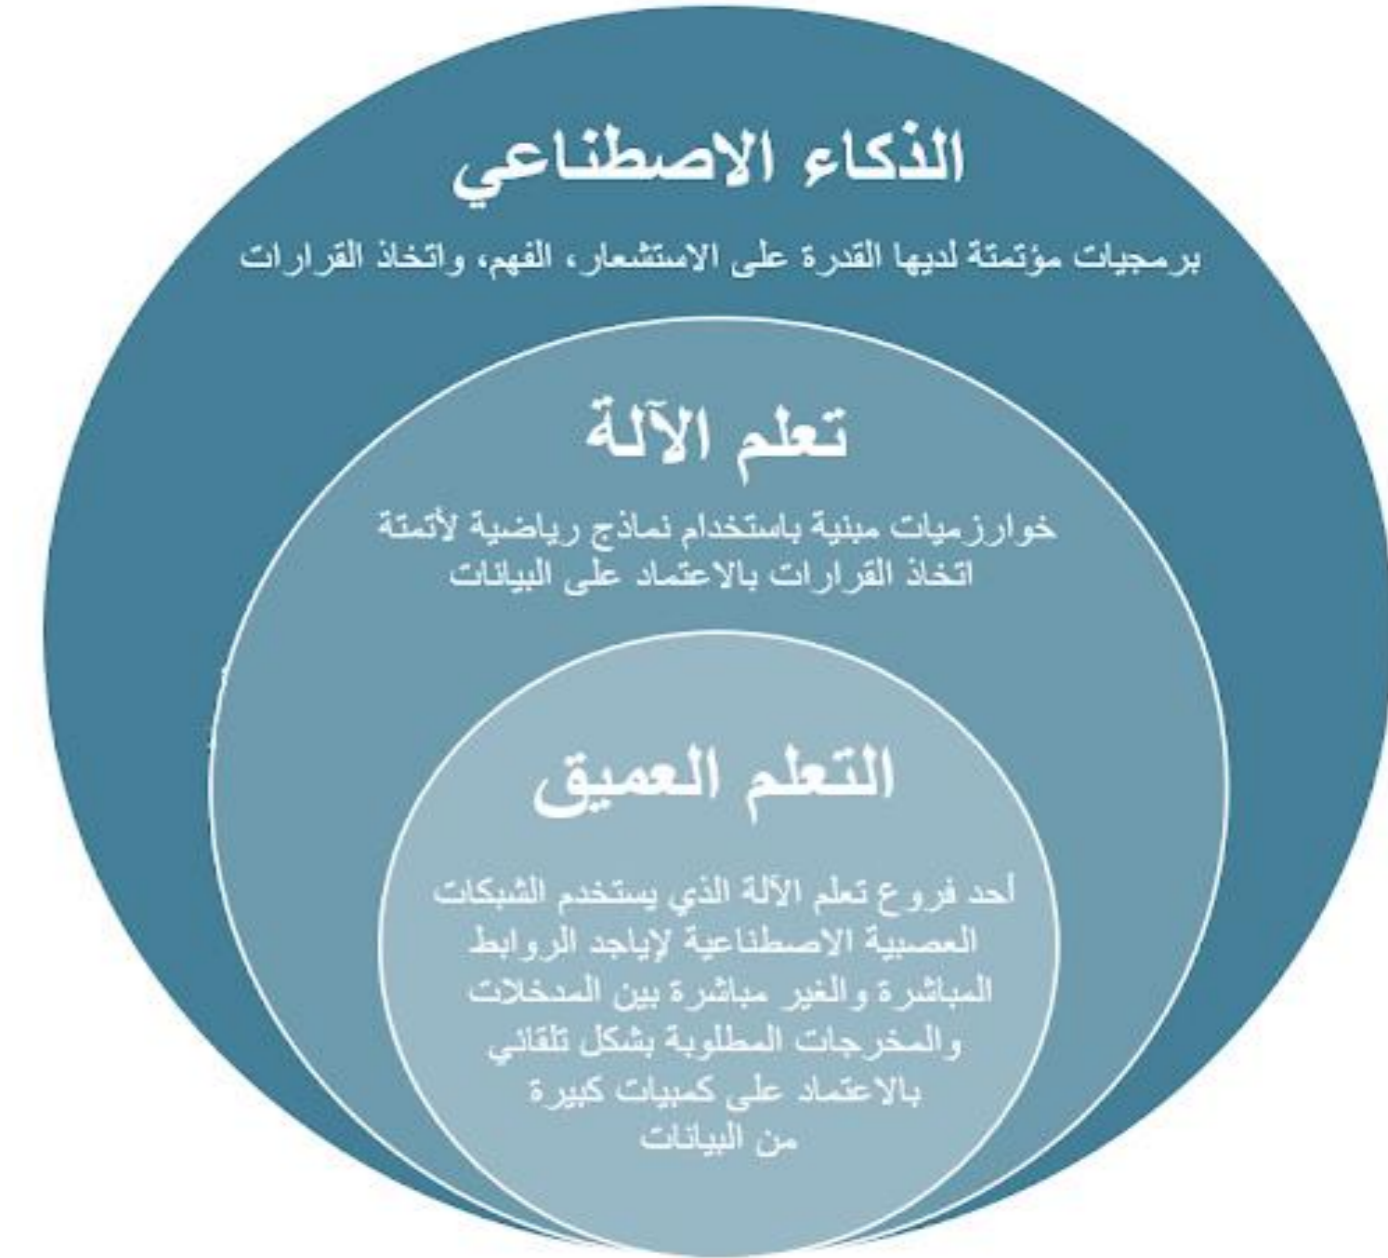 الذكاء الاصطناعي
برمجيات مؤتمتة لديها القدرة على الاستشعار، الفهم، واتخاذ القرارات
تعلم الآلة
خوارزميات مبنية باستخدام نماذج رياضية لأتمتة
اتخاذ القرارات بالاعتماد على البيانات
التعلم العميق
أحد فروع تعلم الآلة الذي يستخدم الشبكات
العصبية الاصطناعية لإياجد الروابط
المباشرة والغير مباشرة بين المدخلات
والمخرجات المطلوبة بشكل تلقائي
بالاعتماد على كمبيات كبيرة
من البيانات